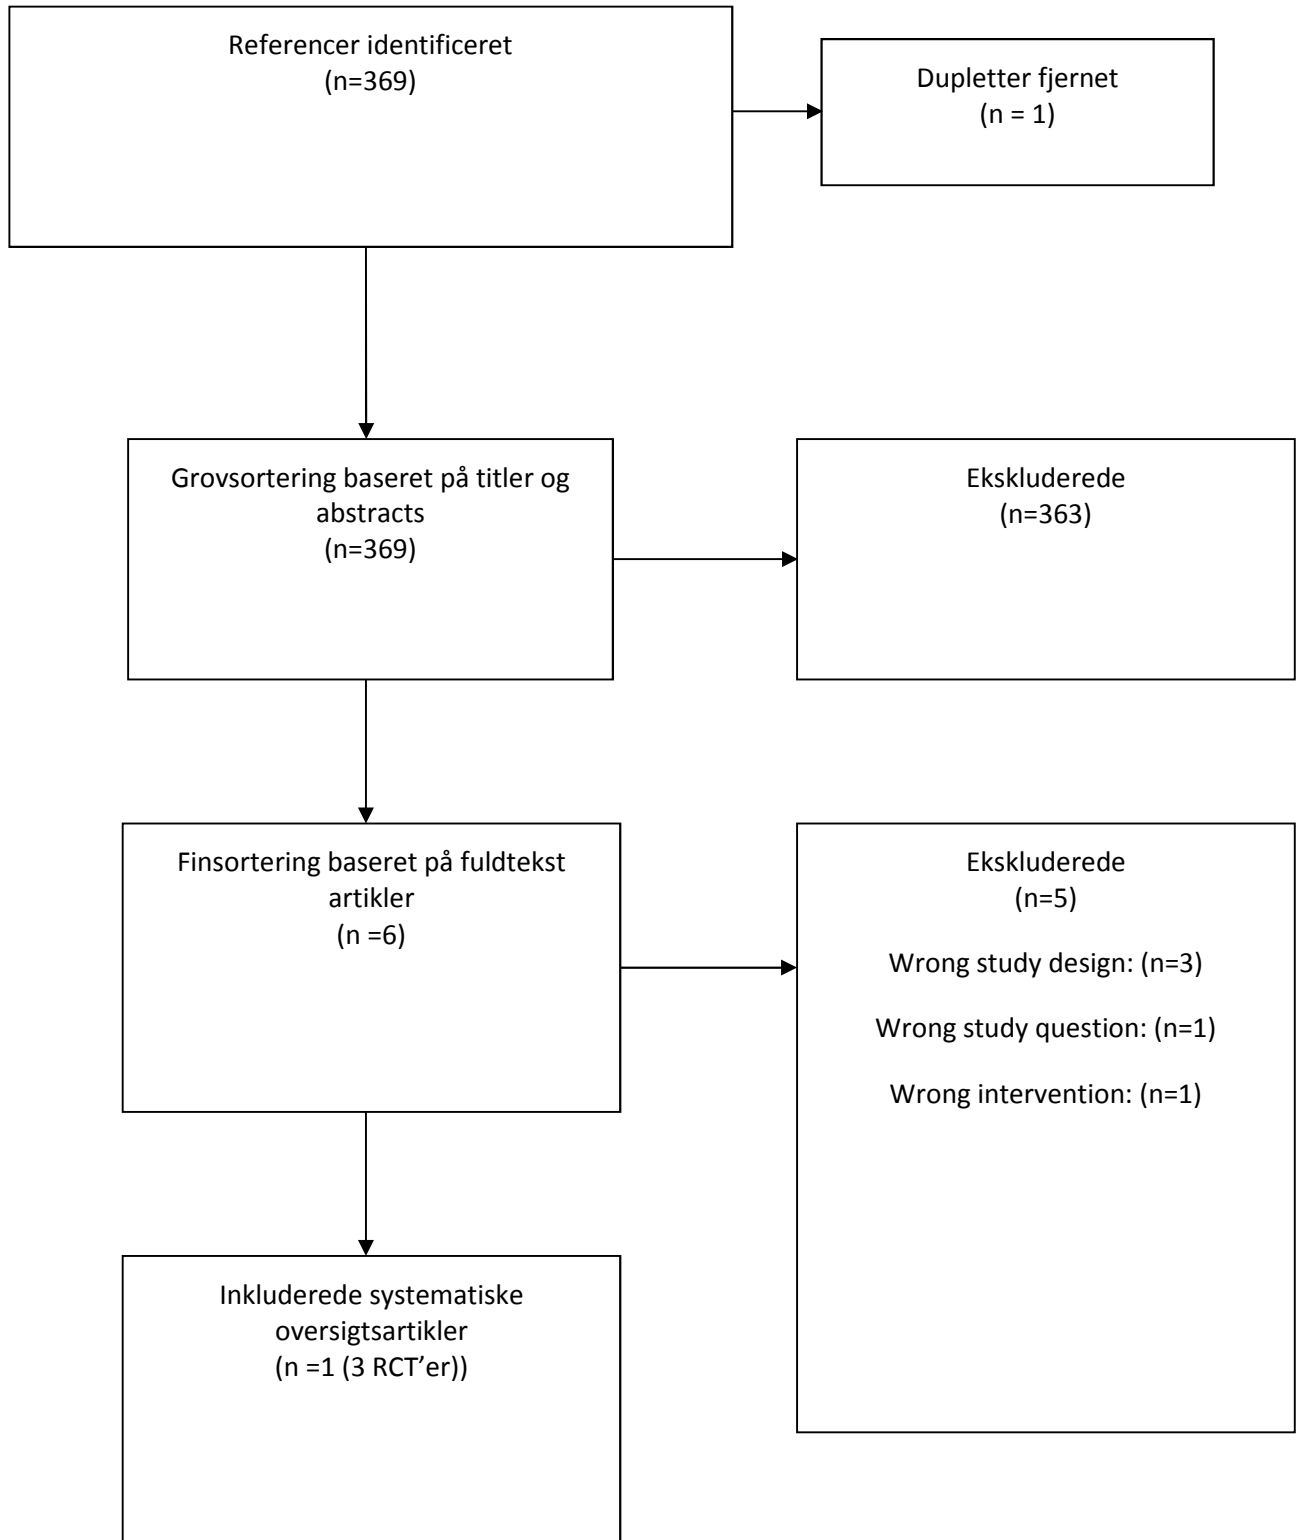 Referencer identificeret
(n=369)
Dupletter fjernet
(n = 1)
Grovsortering baseret på titler og
abstracts
(n=369)
Ekskluderede
(n=363)
Finsortering baseret på fuldtekst
artikler
(n =6)
Ekskluderede
(n=5)
Wrong study design: (n=3)
Wrong study question: (n=1)
Wrong intervention: (n=1)
Inkluderede systematiske
oversigtsartikler
(n =1 (3 RCT’er))